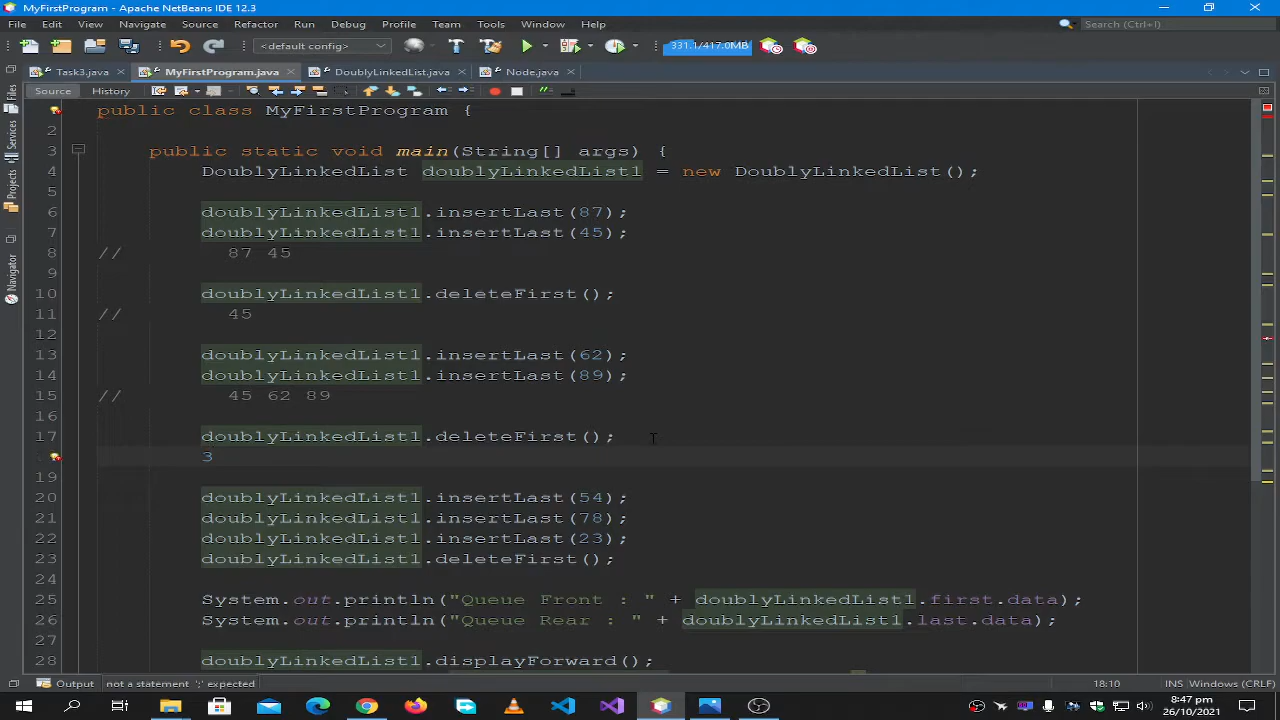 MyFirstProgram - Apache NetBeans IDE 12.3
File Edit View Navigate Source Refactor Run Debug Profile Team Tools Window Help Search (Ctrl+I)
<default config> 331.1/417.0MB
Task3.java MyFirstProgram.java DoublyLinkedList.java Node.java
Source History
Files
Services
Projects
Navigator
public class MyFirstProgram {
2
3 public static void main(String[] args) {
4 DoublyLinkedList doublyLinkedList1 = new DoublyLinkedList();
5
6 doublyLinkedList1.insertLast(87);
7 doublyLinkedList1.insertLast(45);
8 // 87 45
9
10 doublyLinkedList1.deleteFirst();
11 // 45
12
13 doublyLinkedList1.insertLast(62);
14 doublyLinkedList1.insertLast(89);
15 // 45 62 89
16
17 doublyLinkedList1.deleteFirst();
3
19
20 doublyLinkedList1.insertLast(54);
21 doublyLinkedList1.insertLast(78);
22 doublyLinkedList1.insertLast(23);
23 doublyLinkedList1.deleteFirst();
24
25 System.out.println("Queue Front : " + doublyLinkedList1.first.data);
26 System.out.println("Queue Rear : " + doublyLinkedList1.last.data);
27
28 doublyLinkedList1.displayForward();
Output not a statement ';' expected 18:10 INS Windows (CRLF)
8:47 pm
26/10/2021